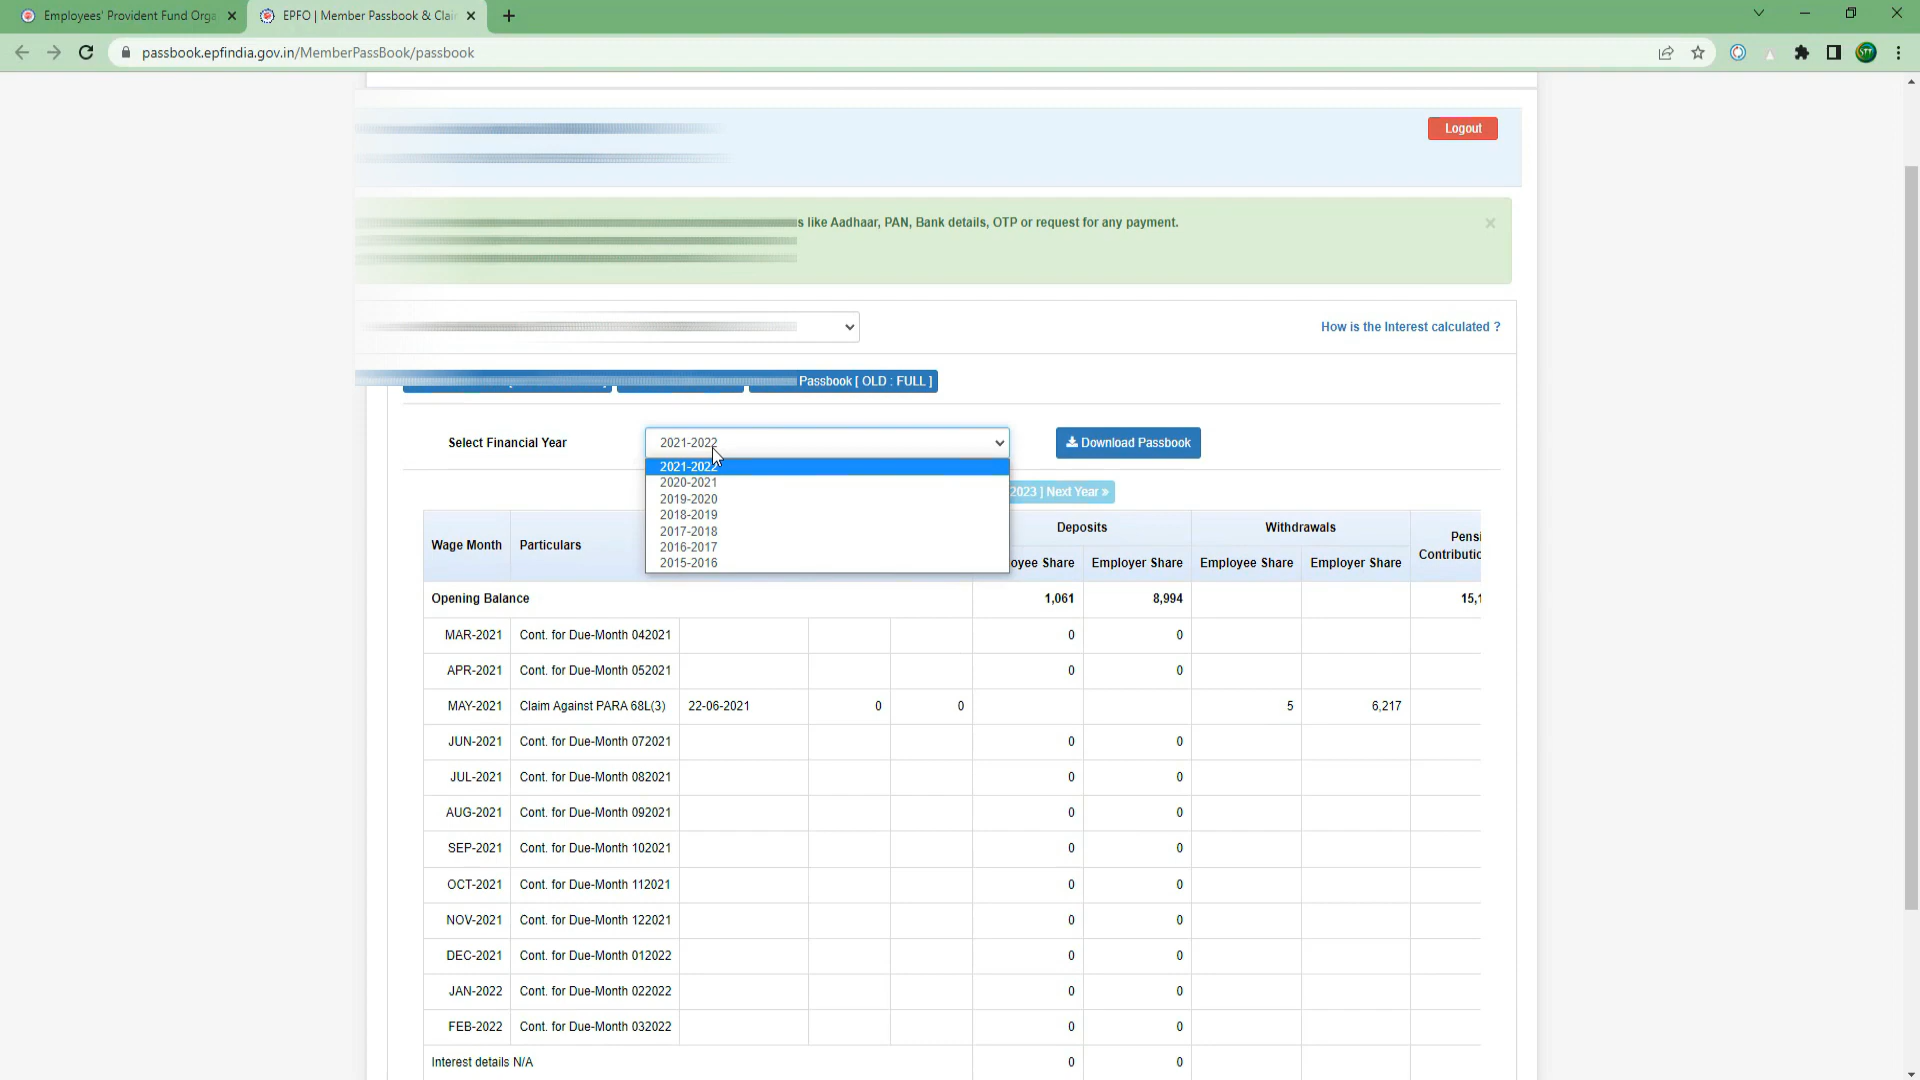 Employees' Provident Fund Orga
EPFO | Member Passbook & Clai
passbook.epfindia.gov.in/MemberPassBook/passbook
Logout
s like Aadhaar, PAN, Bank details, OTP or request for any payment.
How is the Interest calculated ?
Passbook [ OLD : FULL ]
Select Financial Year
2021-2022
Download Passbook
2021-2022
2020-2021
2019-2020
2018-2019
2017-2018
2016-2017
2015-2016
2023 ] Next Year »
Wage Month Particulars Deposits Withdrawals Pensi
Contributio
oyee Share Employer Share Employee Share Employer Share
Opening Balance 1,061 8,994 15,1
MAR-2021 Cont. for Due-Month 042021 0 0
APR-2021 Cont. for Due-Month 052021 0 0
MAY-2021 Claim Against PARA 68L(3) 22-06-2021 0 0 5 6,217
JUN-2021 Cont. for Due-Month 072021 0 0
JUL-2021 Cont. for Due-Month 082021 0 0
AUG-2021 Cont. for Due-Month 092021 0 0
SEP-2021 Cont. for Due-Month 102021 0 0
OCT-2021 Cont. for Due-Month 112021 0 0
NOV-2021 Cont. for Due-Month 122021 0 0
DEC-2021 Cont. for Due-Month 012022 0 0
JAN-2022 Cont. for Due-Month 022022 0 0
FEB-2022 Cont. for Due-Month 032022 0 0
Interest details N/A 0 0